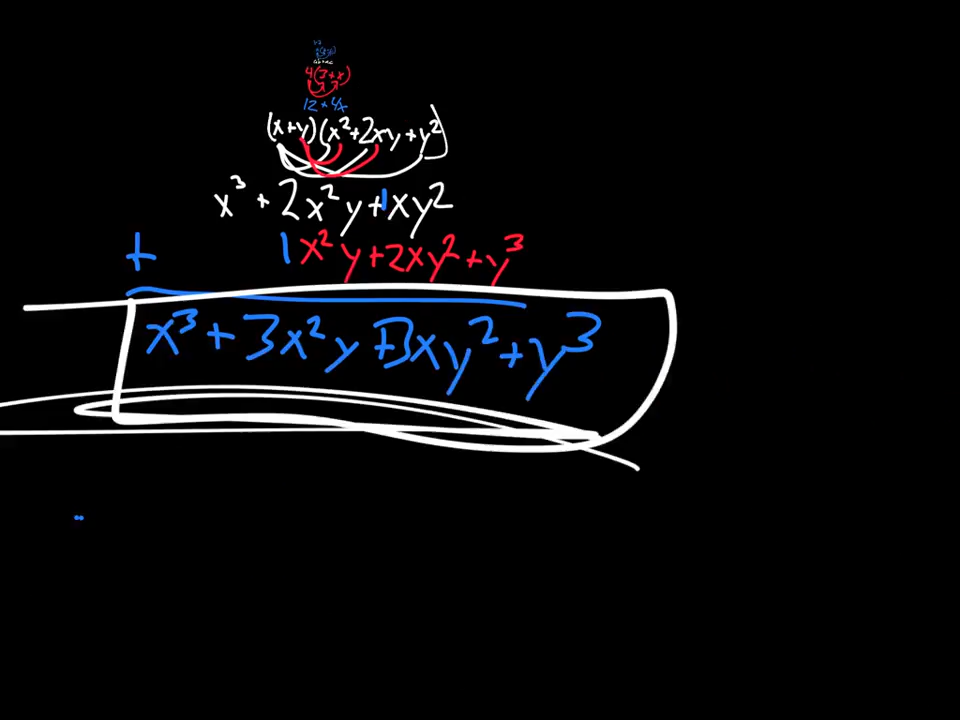 4(3+x)
12+4x
(x+y)(x²+2xy+y²)
x³+2x²y+1xy²
+ 1x²y+2xy²+y³
x³+3x²y+3xy²+y³